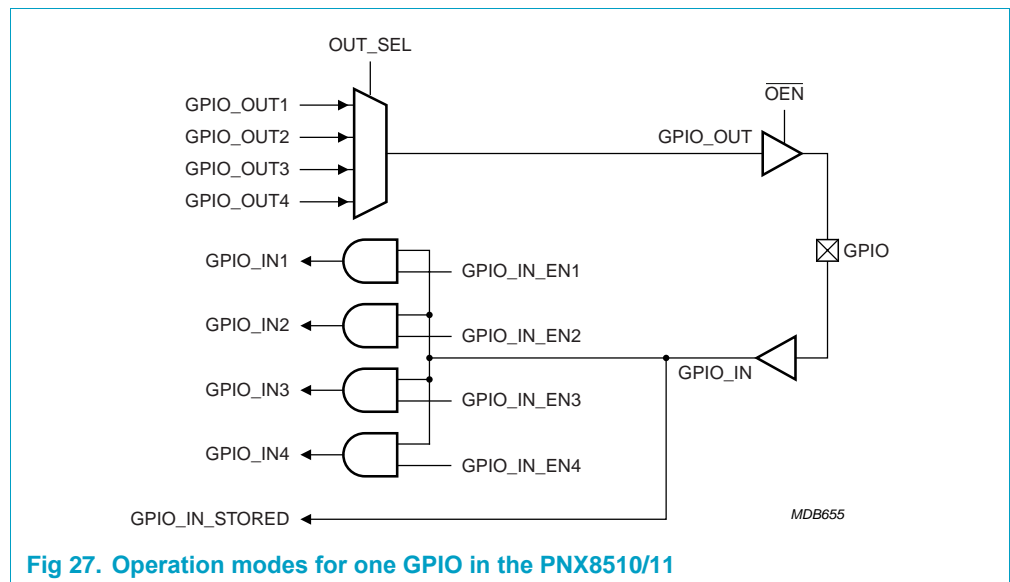 OUT_SEL
GPIO_OUT1
GPIO_OUT2
GPIO_OUT3
GPIO_OUT4
OEN
GPIO_OUT
GPIO
GPIO_IN1
GPIO_IN_EN1
GPIO_IN2
GPIO_IN_EN2
GPIO_IN
GPIO_IN3
GPIO_IN_EN3
GPIO_IN4
GPIO_IN_EN4
GPIO_IN_STORED
MDB655
Fig 27. Operation modes for one GPIO in the PNX8510/11